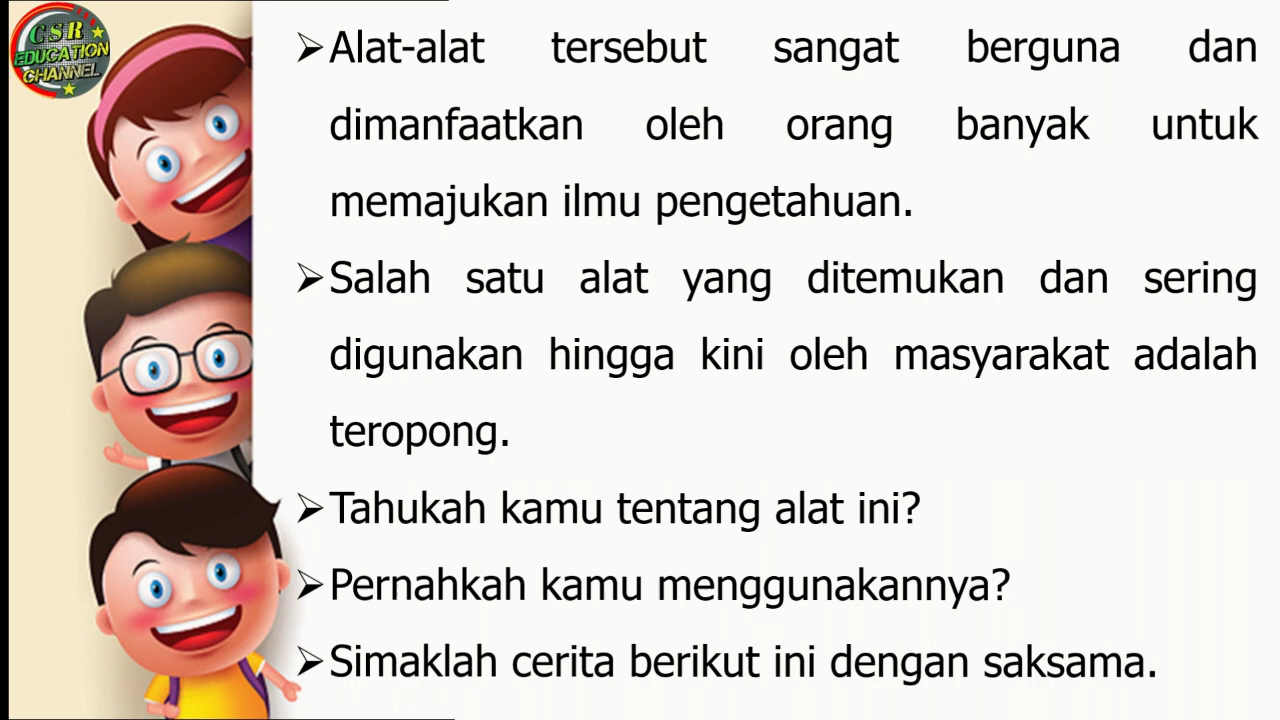 CSR
EDUCATION
CHANNEL
➢Alat-alat tersebut sangat berguna dan
dimanfaatkan oleh orang banyak untuk
memajukan ilmu pengetahuan.
➢Salah satu alat yang ditemukan dan sering
digunakan hingga kini oleh masyarakat adalah
teropong.
➢Tahukah kamu tentang alat ini?
➢Pernahkah kamu menggunakannya?
➢Simaklah cerita berikut ini dengan saksama.